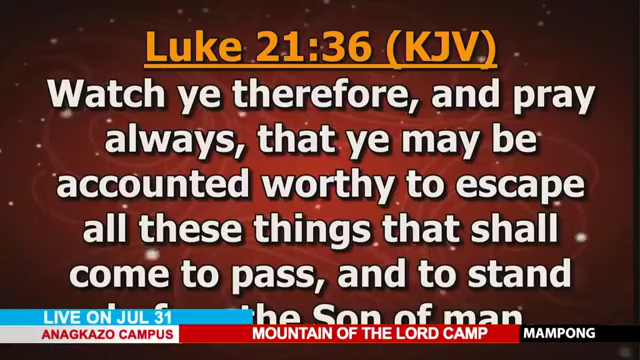 Luke 21:36 (KJV)
Watch ye therefore, and pray
always, that ye may be
accounted worthy to escape
all these things that shall
come to pass, and to stand
the Son of man
LIVE ON JUL 31
ANAGKAZO CAMPUS
MOUNTAIN OF THE LORD CAMP
MAMPONG